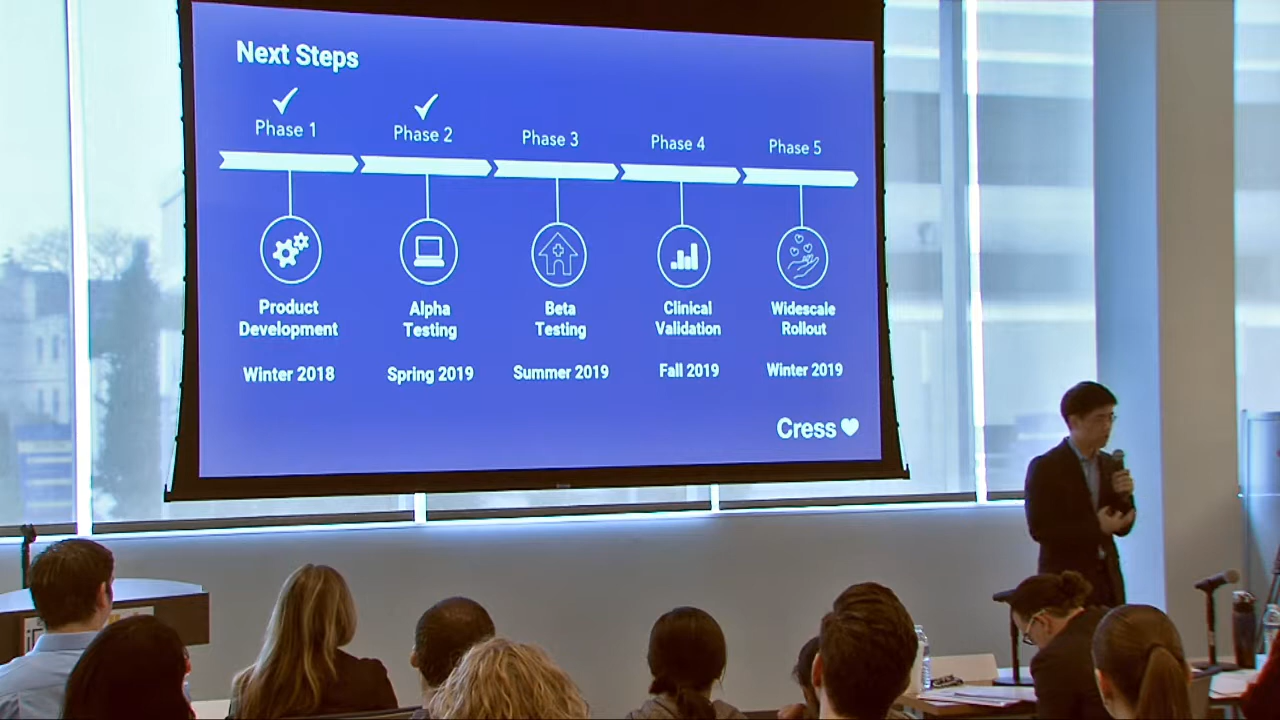 Next Steps
Phase 1
Phase 2
Phase 3
Phase 4
Phase 5
Product
Development
Alpha
Testing
Beta
Testing
Clinical
Validation
Widescale
Rollout
Winter 2018
Spring 2019
Summer 2019
Fall 2019
Winter 2019
Cress